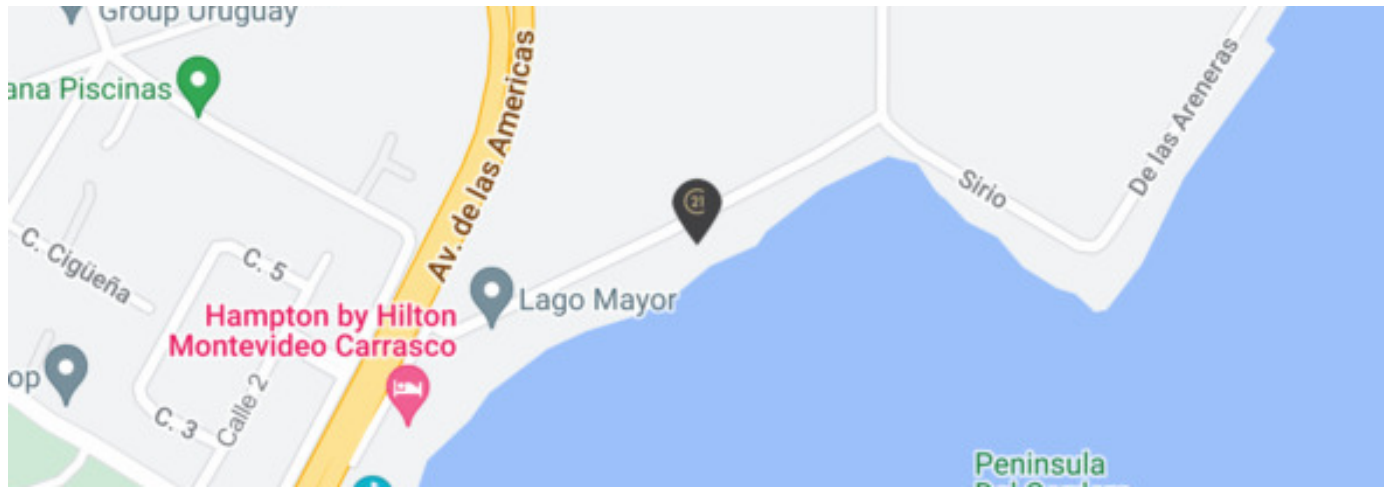 Group Uruguay
ana Piscinas
Av. de las Americas
De las Areneras
Sirio
21
C. Cigüeña
C. 5
Lago Mayor
Hampton by Hilton
Montevideo Carrasco
op
Calle 2
C. 3
Peninsula